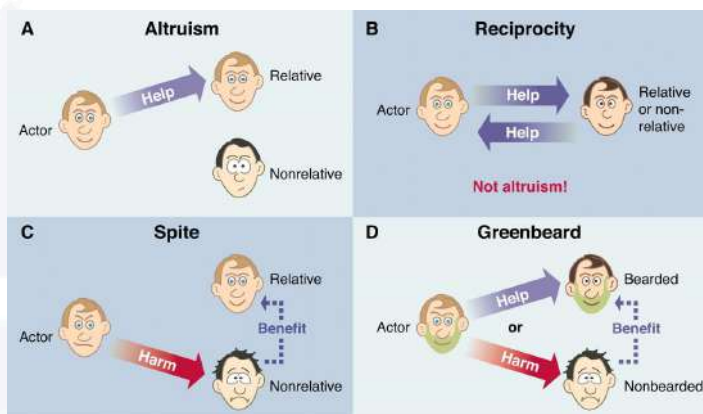 A
Altruism
Relative
Help
Actor
Nonrelative
B
Reciprocity
Actor
Help
Help
Relative
or non-
relative
Not altruism!
C
Spite
Relative
Actor
Benefit
Harm
Nonrelative
D
Greenbeard
Bearded
Help
Actor
or
Benefit
Harm
Nonbearded